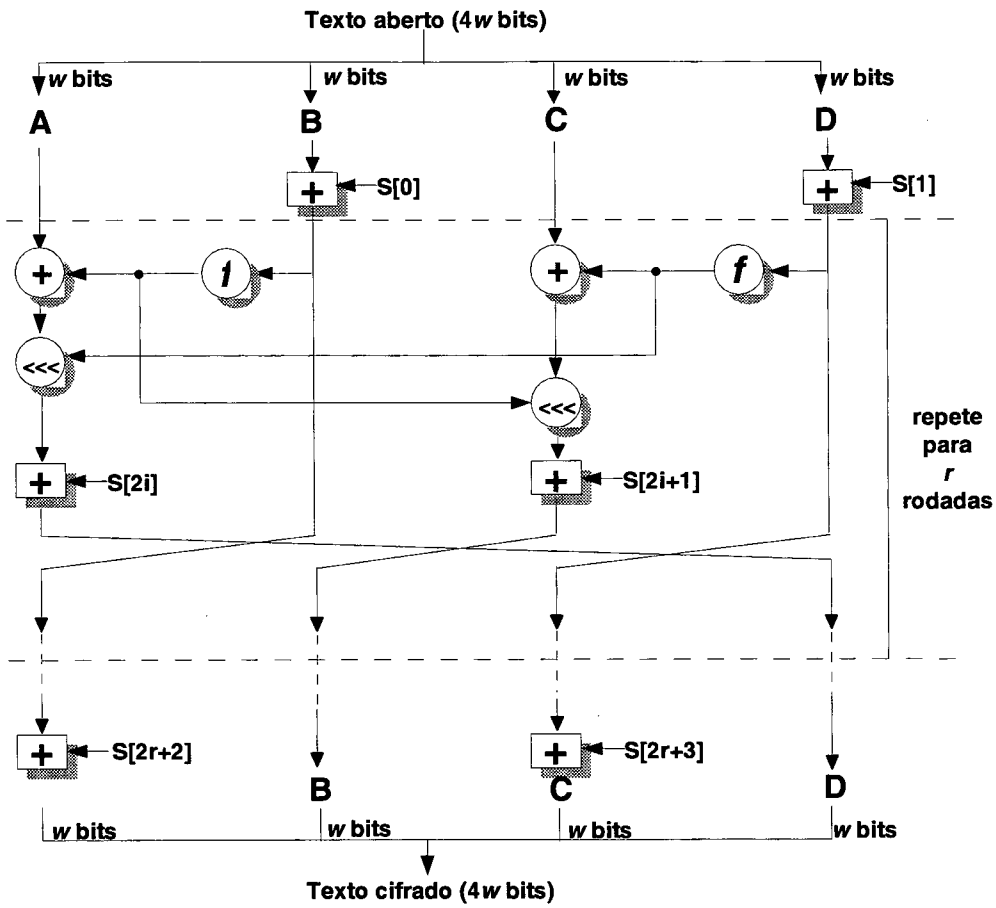 Texto aberto (4w bits)
w bits w bits w bits w bits
A B C D
+ S[0] + S[1]
+ f + f
<<<
<<<
+ S[2i] + S[2i+1]
repete
para
r
rodadas
+ S[2r+2] + S[2r+3]
B C D
w bits w bits w bits w bits
Texto cifrado (4w bits)